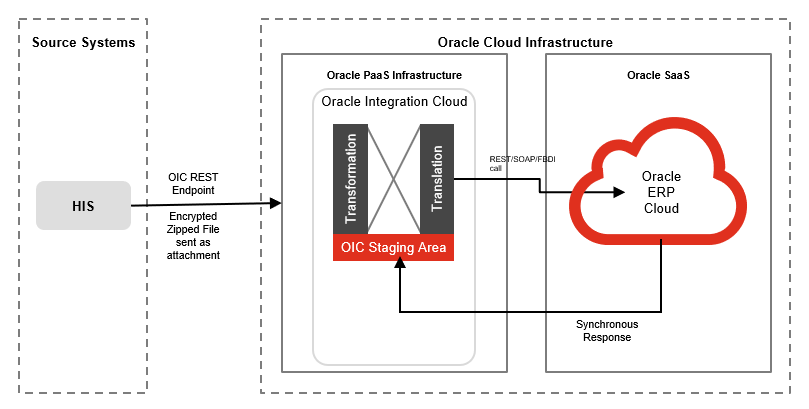 Source Systems
Oracle Cloud Infrastructure
Oracle PaaS Infrastructure
Oracle SaaS
Oracle Integration Cloud
Transformation
Translation
OIC Staging Area
HIS
OIC REST
Endpoint
Encrypted
Zipped File
sent as
attachment
REST/SOAP/FBDI
call
Oracle
ERP
Cloud
Synchronous
Response